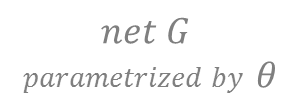 net G
parametrized by θ